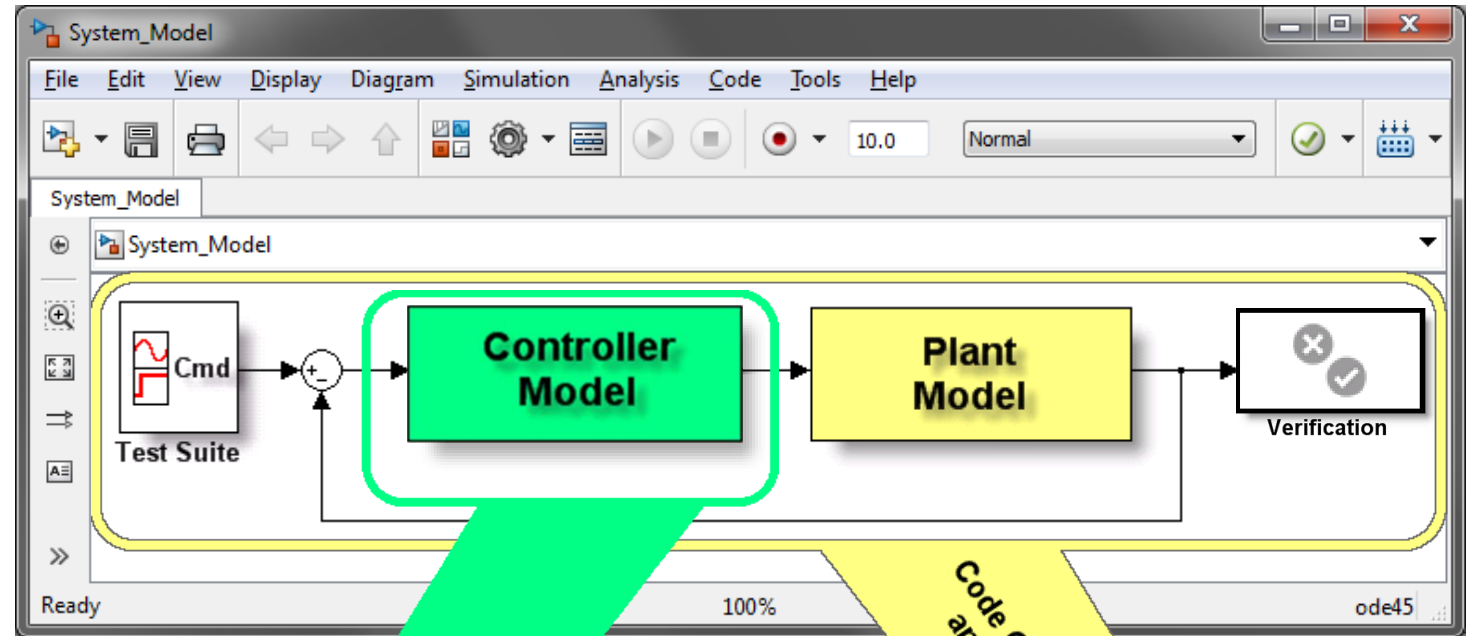 System_Model
File Edit View Display Diagram Simulation Analysis Code Tools Help
10.0 Normal
System_Model
System_Model
Cmd
Test Suite
+
-
Controller
Model
Plant
Model
Verification
A
Code
Ready 100% ode45